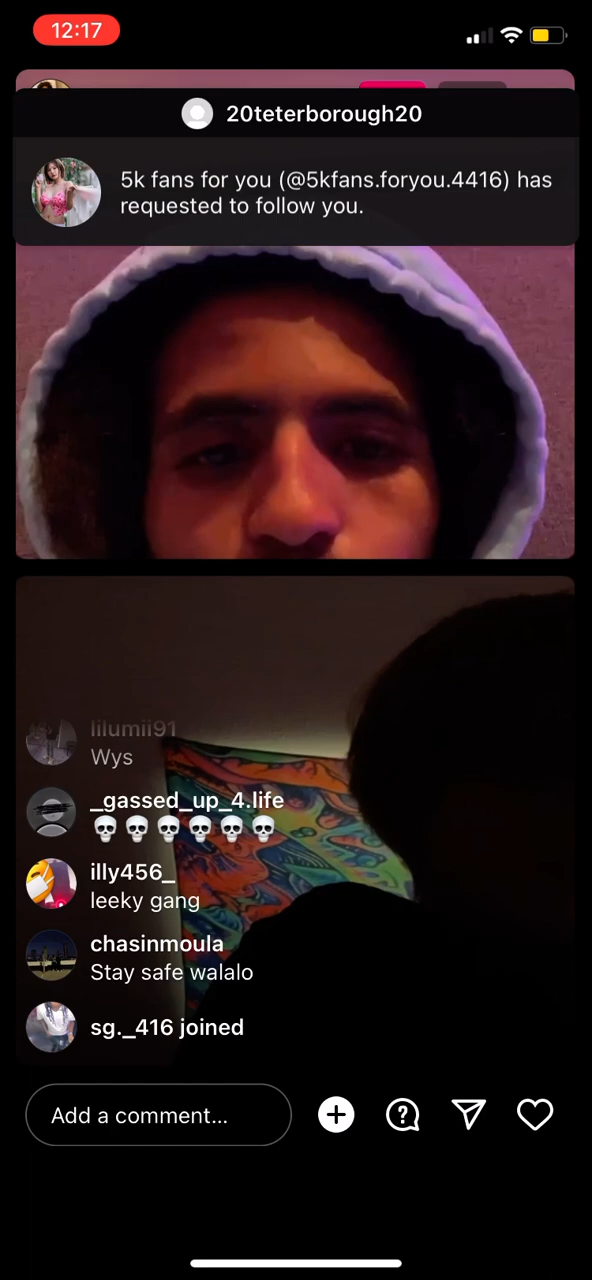 12:17
20teterborough20
5k fans for you (@5kfans.foryou.4416) has
requested to follow you.
lilumii91
Wys
_gassed_up_4.life
💀💀💀💀💀💀
illy456_
leeky gang
chasinmoula
Stay safe walalo
sg._416 joined
Add a comment...